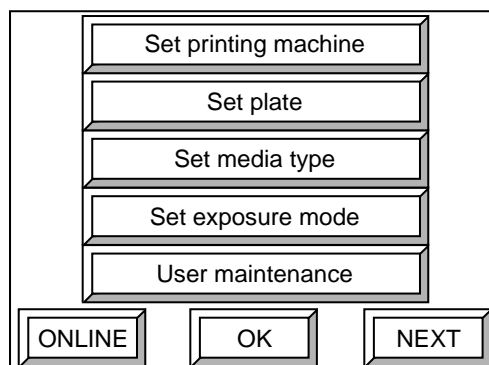 Set printing machine
Set plate
Set media type
Set exposure mode
User maintenance
ONLINE OK NEXT